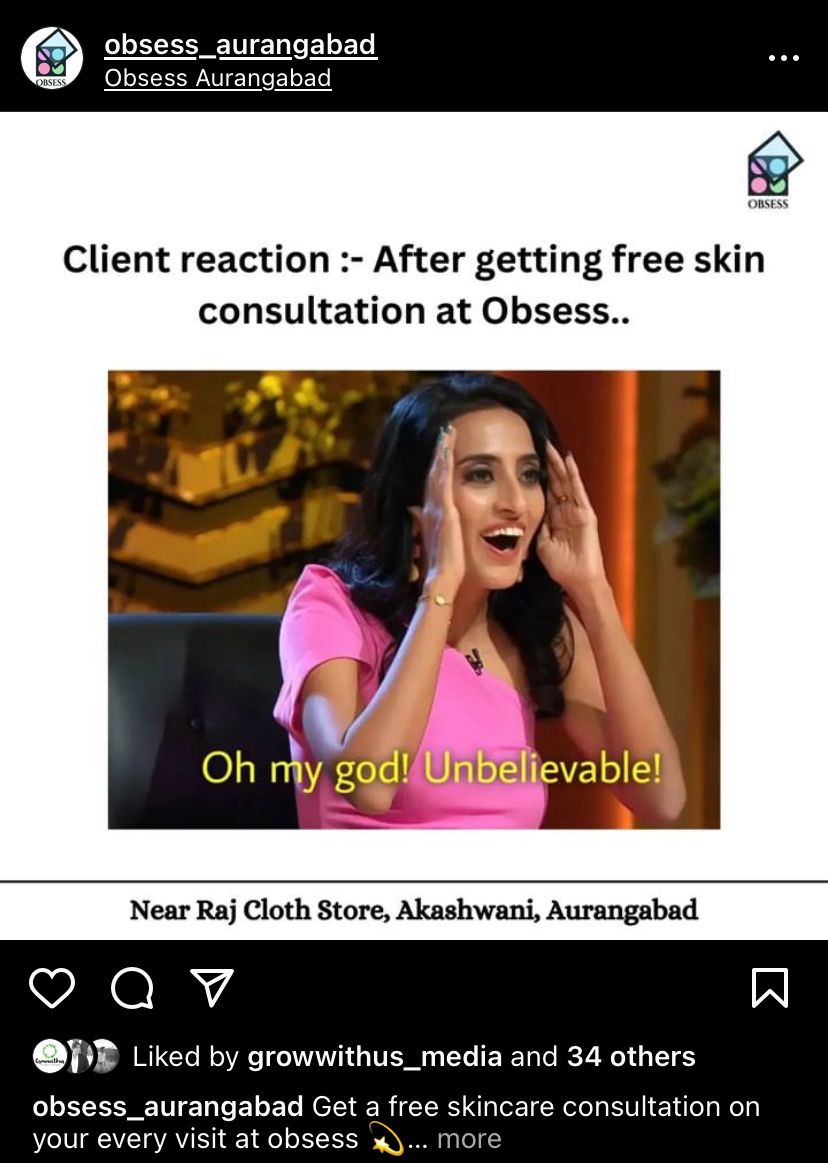 obsess_aurangabad
Obsess Aurangabad
OBSESS
OBSESS
Client reaction :- After getting free skin
consultation at Obsess..
Oh my god! Unbelievable!
Near Raj Cloth Store, Akashwani, Aurangabad
Liked by growwithus_media and 34 others
obsess_aurangabad Get a free skincare consultation on
your every visit at obsess 💫... more